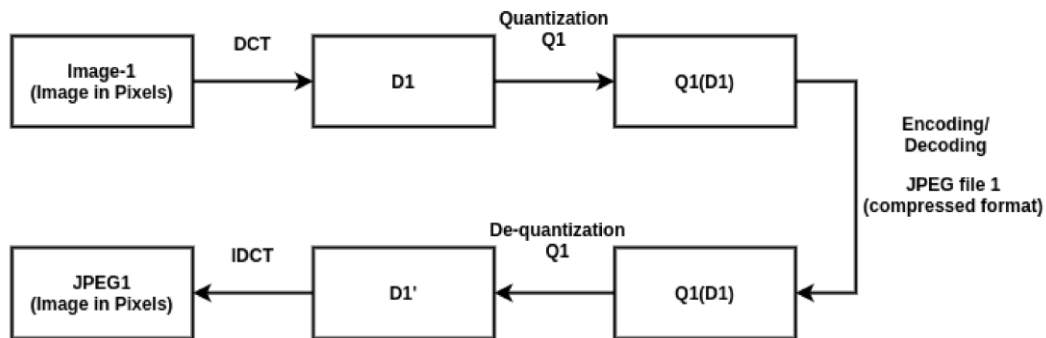 Quantization
Q1
DCT
Image-1
(Image in Pixels)
D1
Q1(D1)
Encoding/
Decoding
JPEG file 1
(compressed format)
De-quantization
Q1
IDCT
JPEG1
(Image in Pixels)
D1'
Q1(D1)